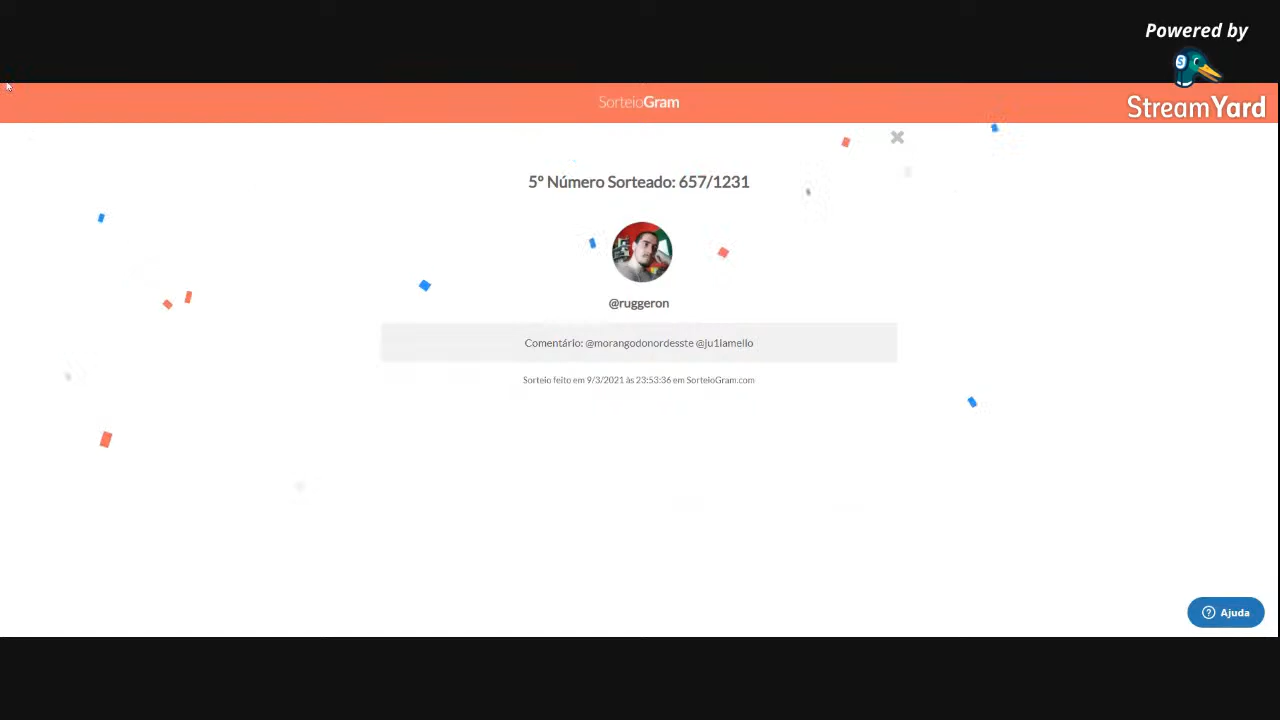 Powered by
StreamYard
SorteioGram
5º Número Sorteado: 657/1231
@ruggeron
Comentário: @morangodonordesste @ju1iamello
Sorteio feito em 9/3/2021 às 23:53:36 em SorteioGram.com
Ajuda